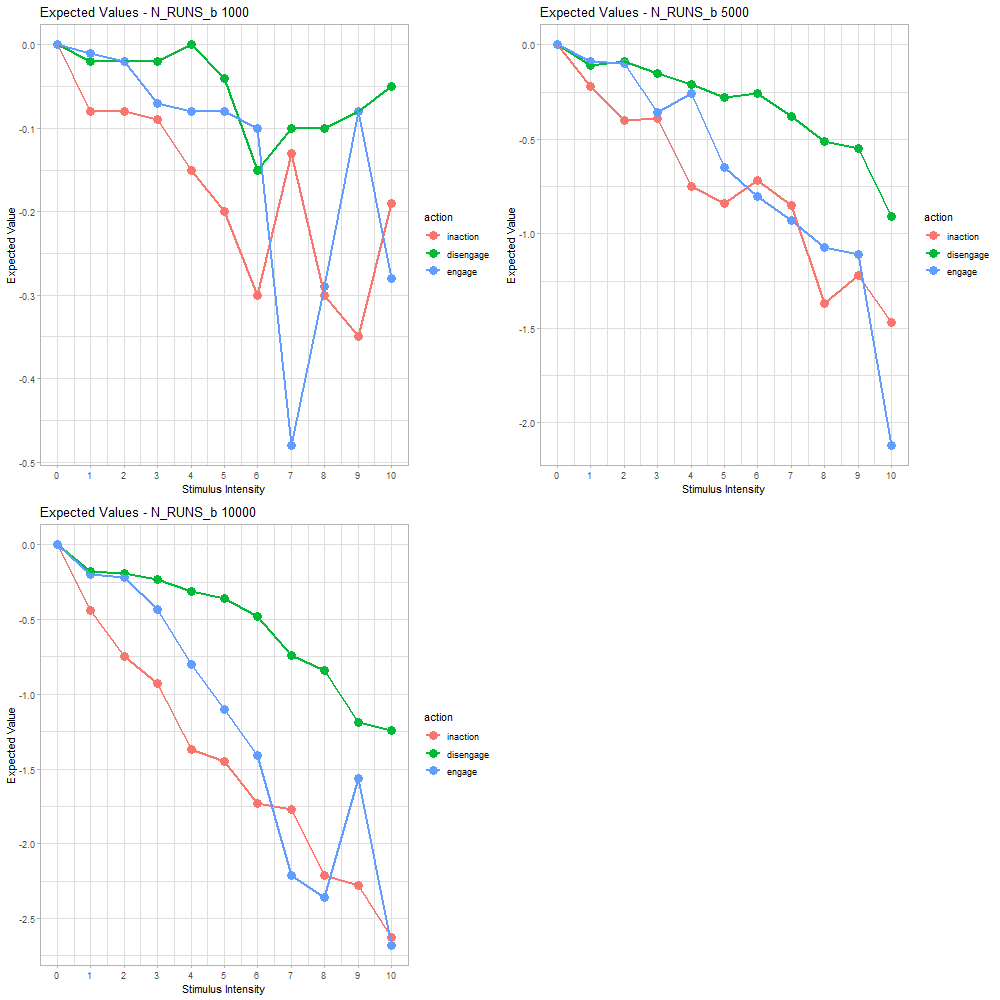 Expected Values - N_RUNS_b 1000
0.0
-0.1
-0.2
-0.3
-0.4
-0.5
Expected Value
0 1 2 3 4 5 6 7 8 9 10
Stimulus Intensity
action
inaction
disengage
engage
Expected Values - N_RUNS_b 5000
0.0
-0.5
-1.0
-1.5
-2.0
Expected Value
0 1 2 3 4 5 6 7 8 9 10
Stimulus Intensity
action
inaction
disengage
engage
Expected Values - N_RUNS_b 10000
0.0
-0.5
-1.0
-1.5
-2.0
-2.5
Expected Value
0 1 2 3 4 5 6 7 8 9 10
Stimulus Intensity
action
inaction
disengage
engage